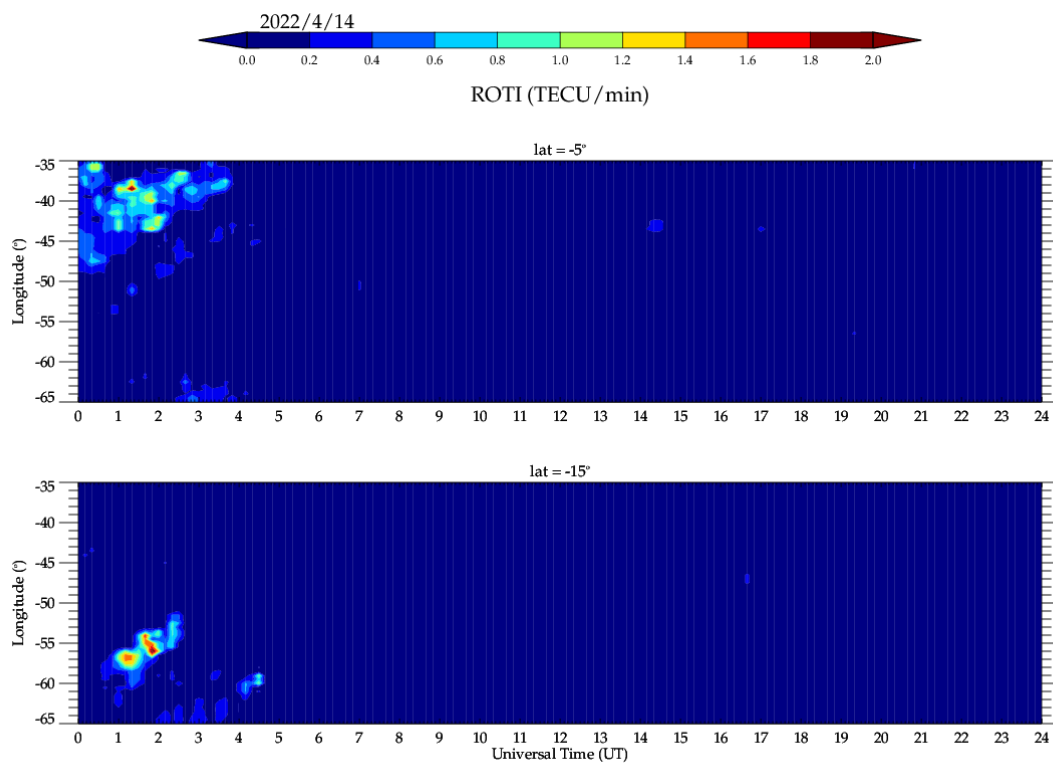 2022/4/14
0.0 0.2 0.4 0.6 0.8 1.0 1.2 1.4 1.6 1.8 2.0
ROTI (TECU/min)
lat = -5°
-35
-40
-45
-50
-55
-60
-65
Longitude (°)
0 1 2 3 4 5 6 7 8 9 10 11 12 13 14 15 16 17 18 19 20 21 22 23 24
lat = -15°
-35
-40
-45
-50
-55
-60
-65
Longitude (°)
0 1 2 3 4 5 6 7 8 9 10 11 12 13 14 15 16 17 18 19 20 21 22 23 24
Universal Time (UT)